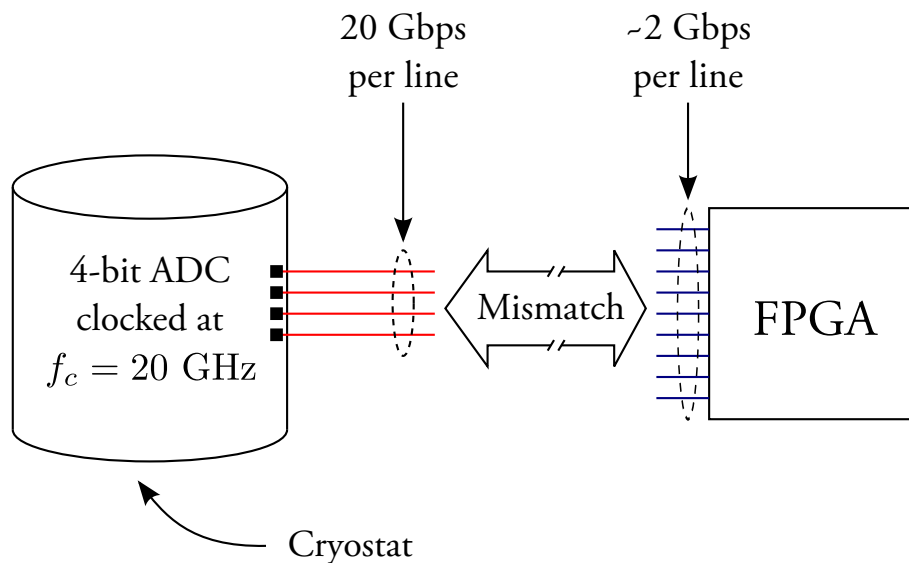 20 Gbps
per line
~2 Gbps
per line
4-bit ADC
clocked at
f_c = 20 GHz
Mismatch
FPGA
Cryostat